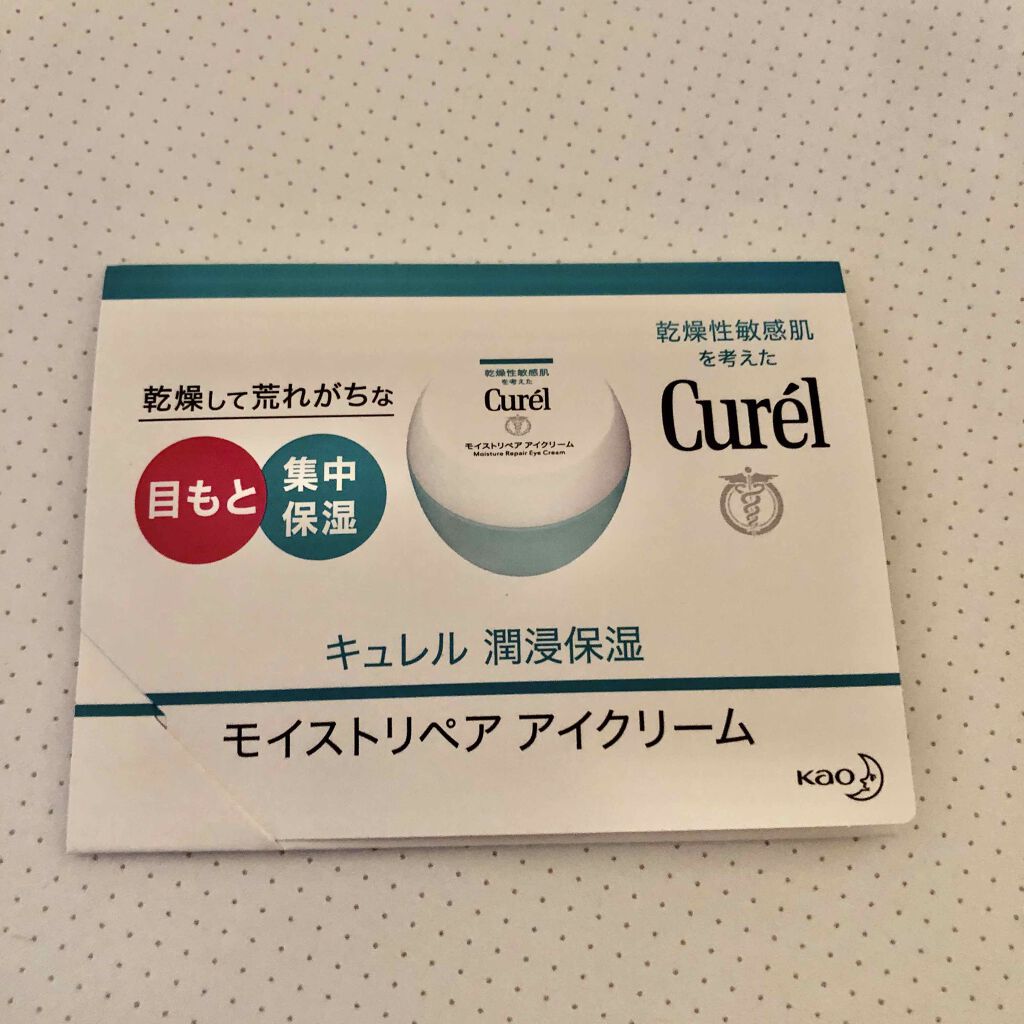 乾燥性敏感肌
を考えた
Curél
乾燥して荒れがちな
目もと
集中
保湿
乾燥性敏感肌
を考えた
Curél
モイストリペア アイクリーム
Moisture Repair Eye Cream
キュレル 潤浸保湿
モイストリペア アイクリーム
Kao